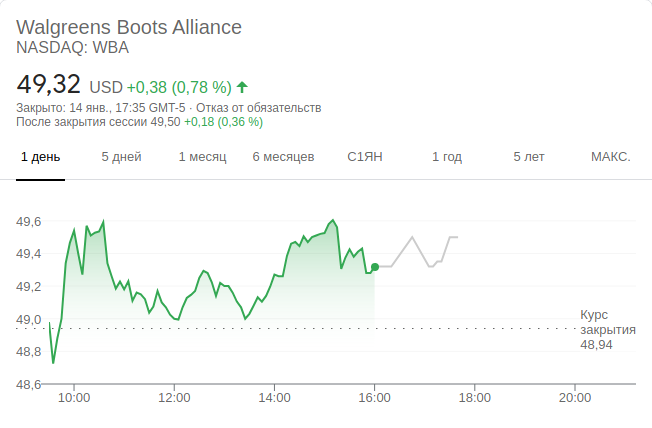 Walgreens Boots Alliance
NASDAQ: WBA
49,32 USD +0,38 (0,78 %)
Закрыто: 14 янв., 17:35 GMT-5 · Отказ от обязательств
После закрытия сессии 49,50 +0,18 (0,36 %)
1 день 5 дней 1 месяц 6 месяцев С1ЯН 1 год 5 лет МАКС.
49,6
49,4
49,2
49,0
48,8
48,6
Курс
закрытия
48,94
10:00 12:00 14:00 16:00 18:00 20:00